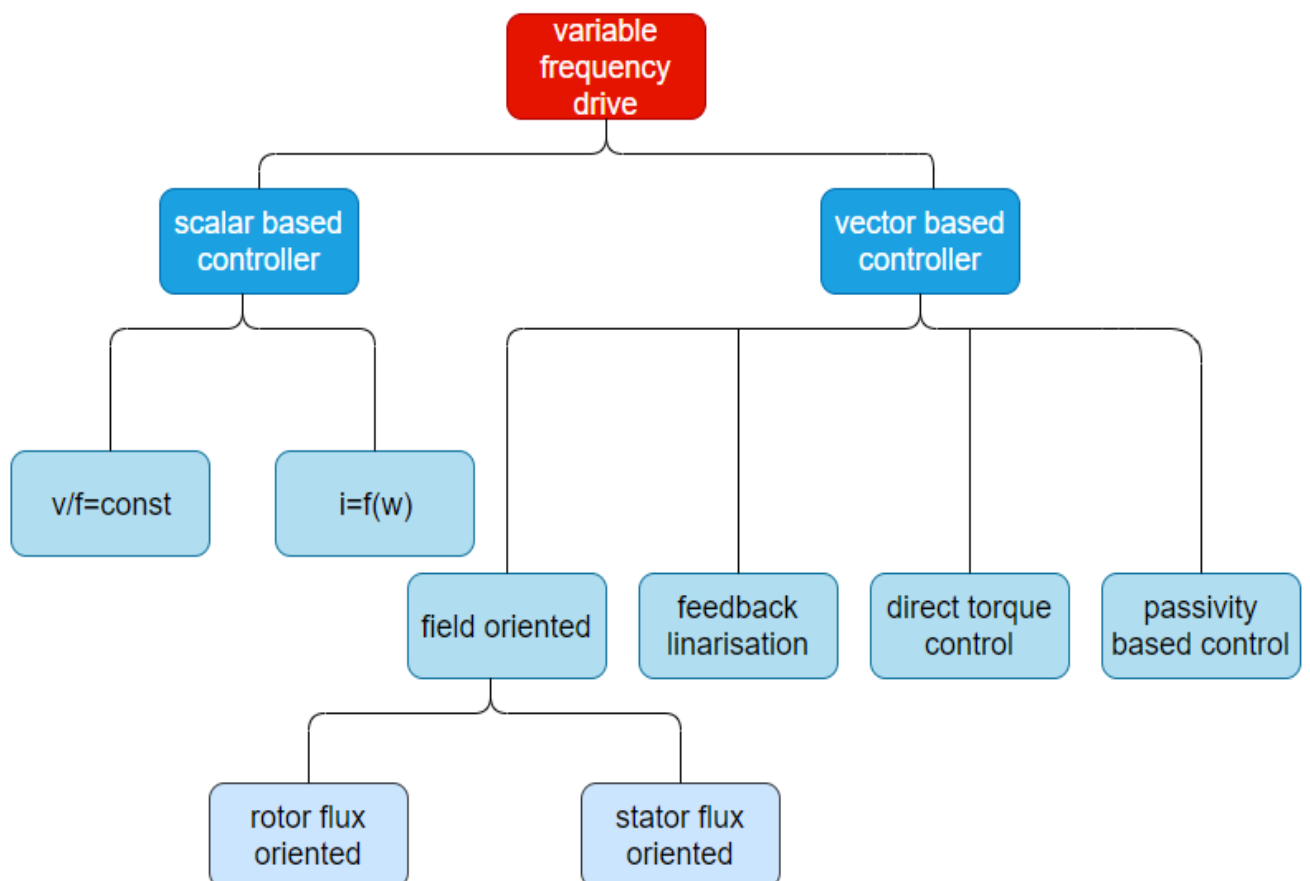 variable
frequency
drive
scalar based
controller
vector based
controller
v/f=const
i=f(w)
field oriented
feedback
linarisation
direct torque
control
passivity
based control
rotor flux
oriented
stator flux
oriented